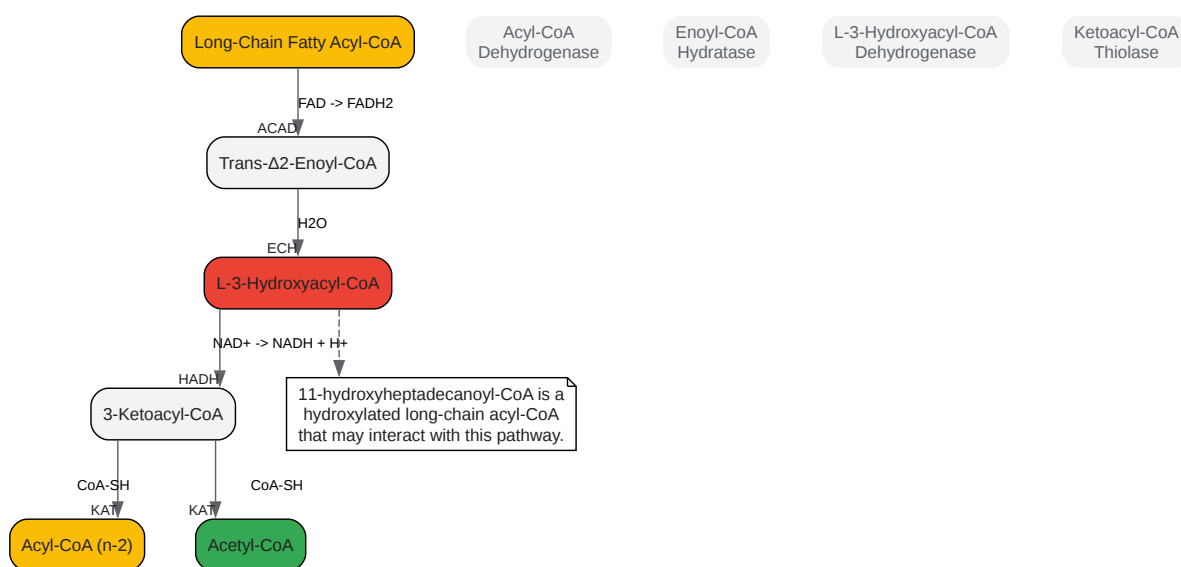 Long-Chain Fatty Acyl-CoA
Acyl-CoA
Dehydrogenase
Enoyl-CoA
Hydratase
L-3-Hydroxyacyl-CoA
Dehydrogenase
Ketoacyl-CoA
Thiolase
FAD -> FADH2
ACAD
Trans-Δ2-Enoyl-CoA
H2O
ECH
L-3-Hydroxyacyl-CoA
NAD+ -> NADH + H+
HADH
3-Ketoacyl-CoA
11-hydroxyheptadecanoyl-CoA is a
hydroxylated long-chain acyl-CoA
that may interact with this pathway.
CoA-SH
CoA-SH
KAT
KAT
Acyl-CoA (n-2)
Acetyl-CoA